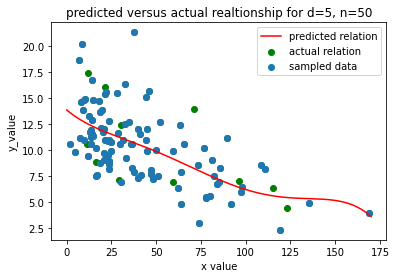 predicted versus actual realtionship for d=5, n=50
predicted relation
actual relation
sampled data
y_value
20.0
17.5
15.0
12.5
10.0
7.5
5.0
2.5
0
25
50
75
100
125
150
175
x value